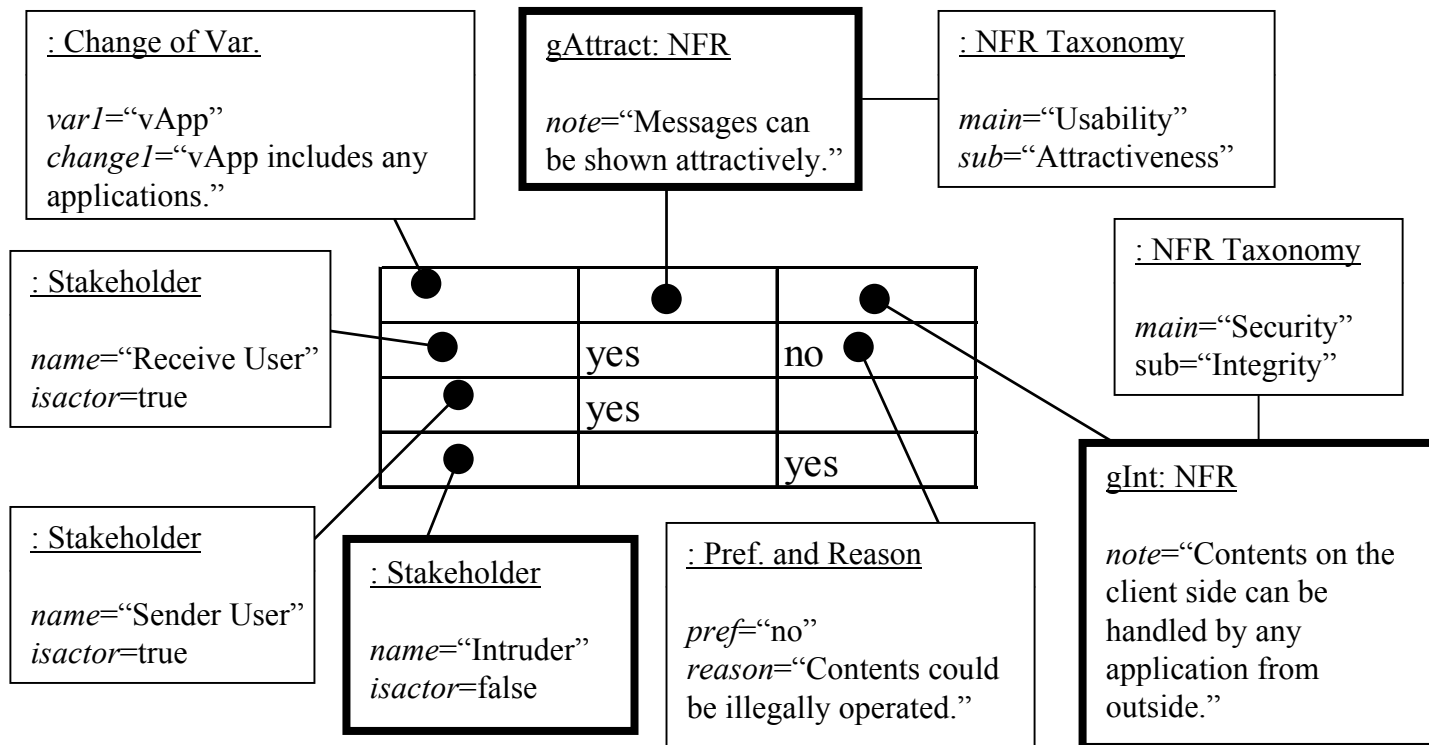 : Change of Var.
var1=“vApp”
change1=“vApp includes any
applications.”
gAttract: NFR
note=“Messages can
be shown attractively.”
: NFR Taxonomy
main=“Usability”
sub=“Attractiveness”
: Stakeholder
name=“Receive User”
isactor=true
: NFR Taxonomy
main=“Security”
sub=“Integrity”
yes no
yes
yes
: Stakeholder
name=“Sender User”
isactor=true
: Stakeholder
name=“Intruder”
isactor=false
: Pref. and Reason
pref=“no”
reason=“Contents could
be illegally operated.”
gInt: NFR
note=“Contents on the
client side can be
handled by any
application from
outside.”